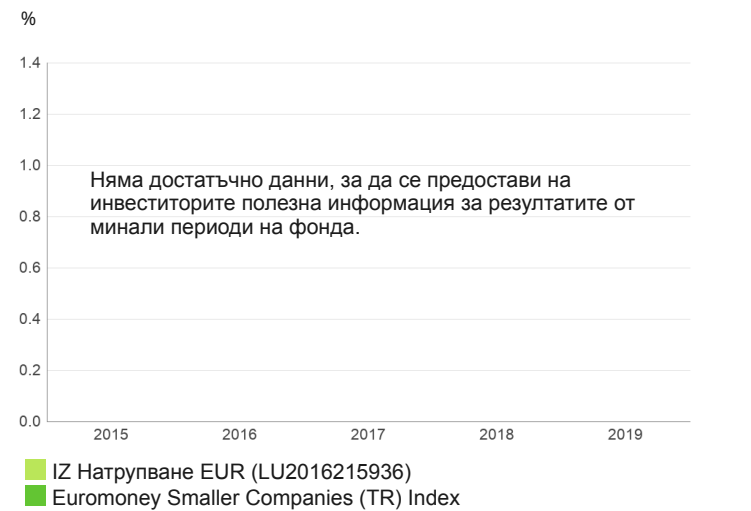 %
1.4
1.2
1.0
Няма достатъчно данни, за да се предостави на
инвеститорите полезна информация за резултатите от
0.8
минали периоди на фонда.
0.6
0.4
0.2
0.0
2015 2016 2017 2018 2019
IZ Натрупване EUR (LU2016215936)
Euromoney Smaller Companies (TR) Index